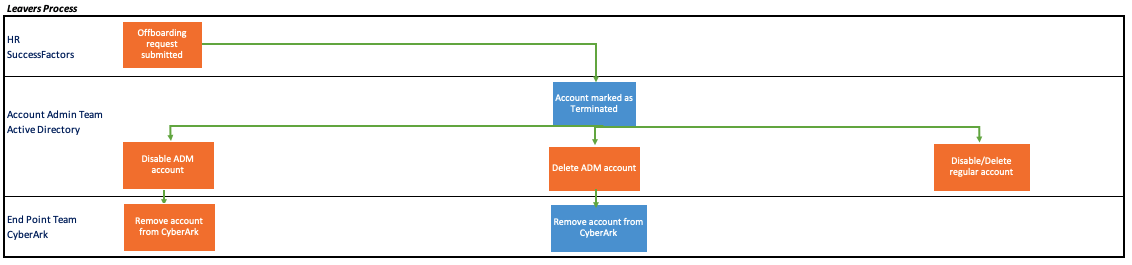 Leavers Process
HR
SuccessFactors
Offboarding
request
submitted
Account Admin Team
Active Directory
Account marked as
Terminated
Disable ADM
account
Delete ADM account
Disable/Delete
regular account
End Point Team
CyberArk
Remove account
from CyberArk
Remove account from
CyberArk